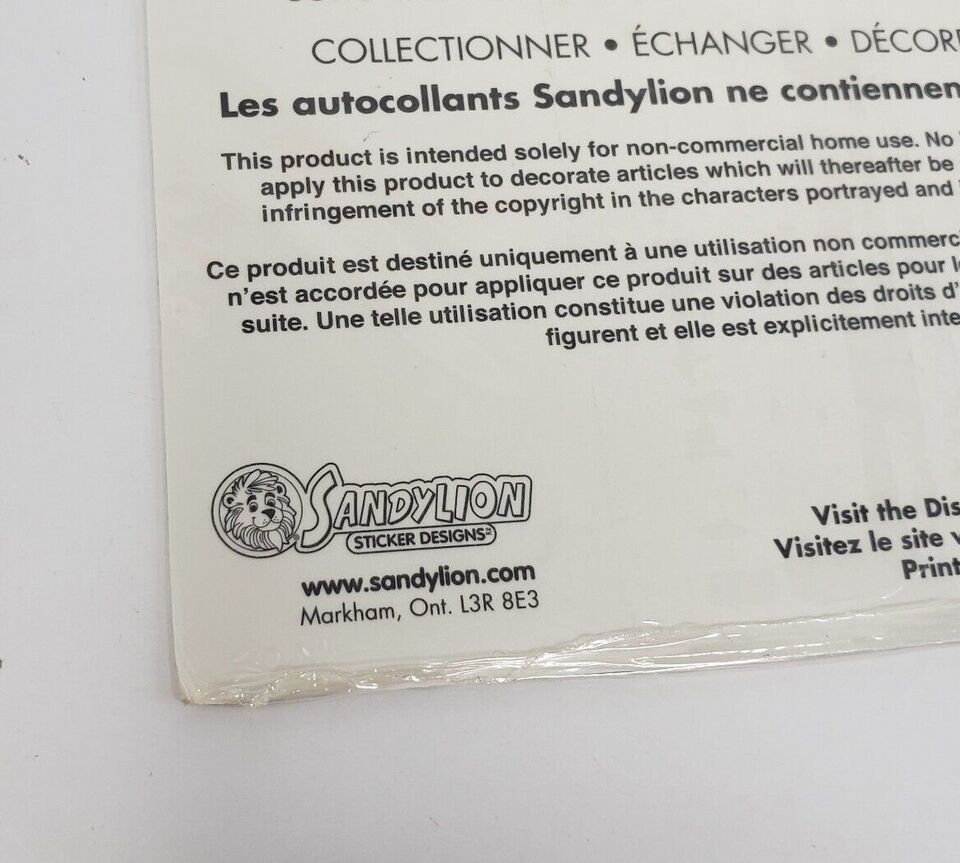 COLLECTIONNER • ÉCHANGER • DÉCOR
Les autocollants Sandylion ne contiennen
This product is intended solely for non-commercial home use. No
apply this product to decorate articles which will thereafter be
infringement of the copyright in the characters portrayed and
Ce produit est destiné uniquement à une utilisation non commerc
n'est accordée pour appliquer ce produit sur des articles pour l
suite. Une telle utilisation constitue une violation des droits d'
figurent et elle est explicitement inte
SANDYLION
STICKER DESIGNS
www.sandylion.com
Markham, Ont. L3R 8E3
Visit the Dis
Visitez le site
Print